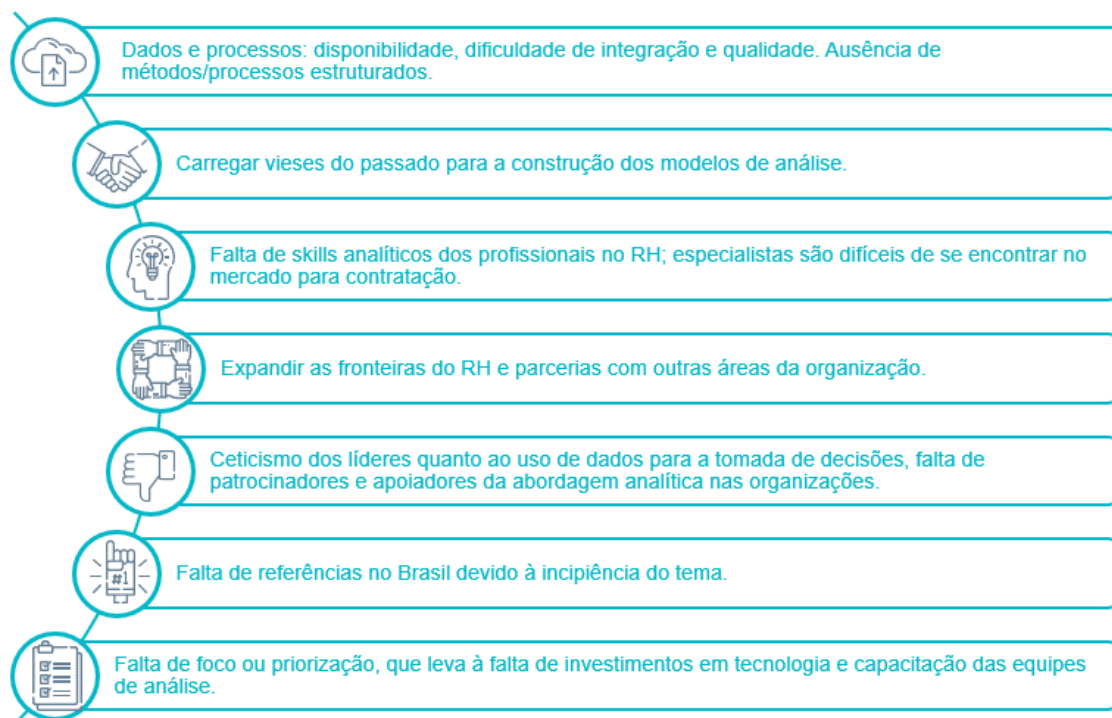 Dados e processos: disponibilidade, dificuldade de integração e qualidade. Ausência de
métodos/processos estruturados.
Carregar vieses do passado para a construção dos modelos de análise.
Falta de skills analíticos dos profissionais no RH; especialistas são difíceis de se encontrar no
mercado para contratação.
Expandir as fronteiras do RH e parcerias com outras áreas da organização.
Ceticismo dos líderes quanto ao uso de dados para a tomada de decisões, falta de
patrocinadores e apoiadores da abordagem analítica nas organizações.
#1
Falta de referências no Brasil devido à incipiência do tema.
Falta de foco ou priorização, que leva à falta de investimentos em tecnologia e capacitação das equipes
de análise.